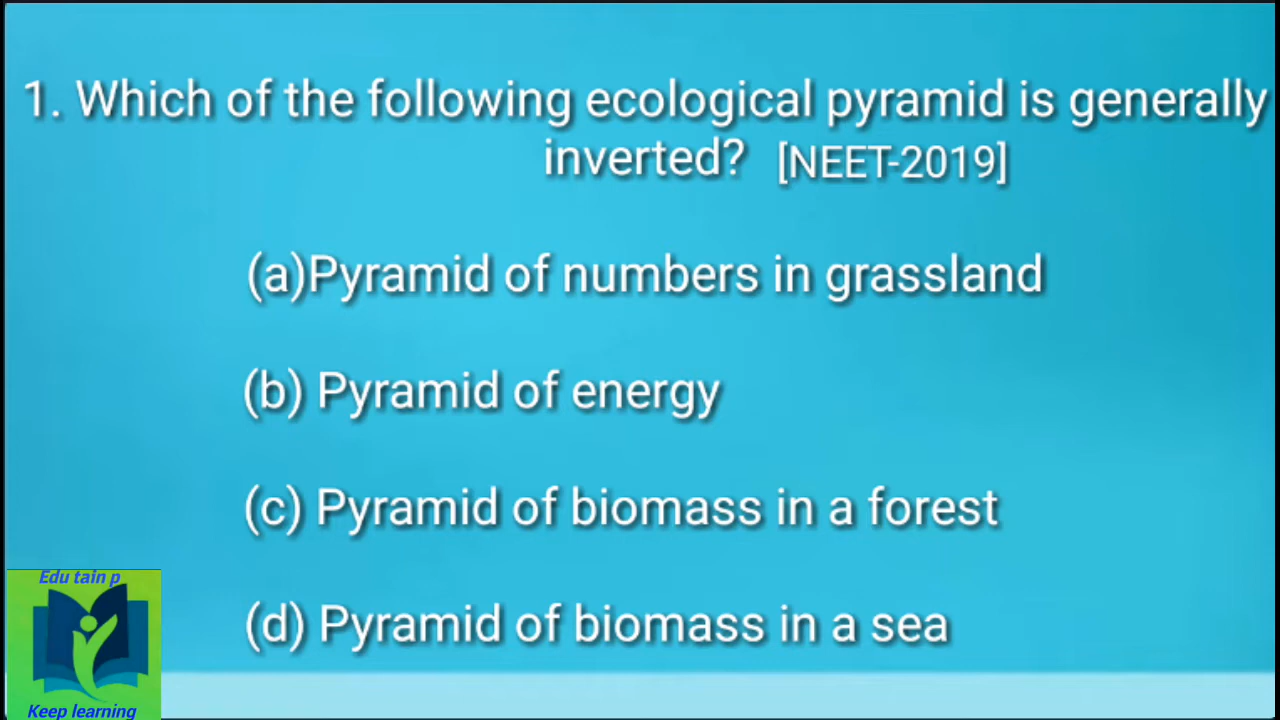 1. Which of the following ecological pyramid is generally
inverted? [NEET-2019]
(a)Pyramid of numbers in grassland
(b) Pyramid of energy
(c) Pyramid of biomass in a forest
(d) Pyramid of biomass in a sea
Edu tain p
Keep learning